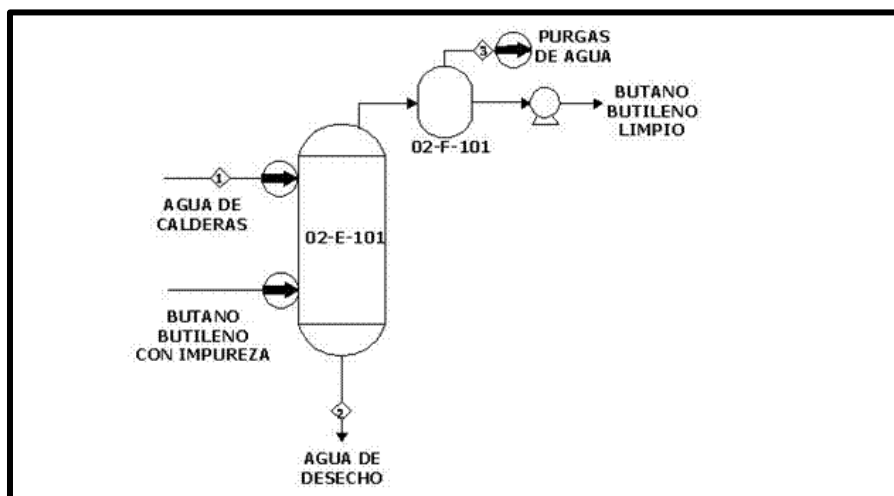 3
PURGAS
DE AGUA
BUTANO
BUTILENO
LIMPIO
02-F-101
1
AGUA DE
CALDERAS
02-E-101
BUTANO
BUTILENO
CON IMPUREZA
2
AGUA DE
DESECHO